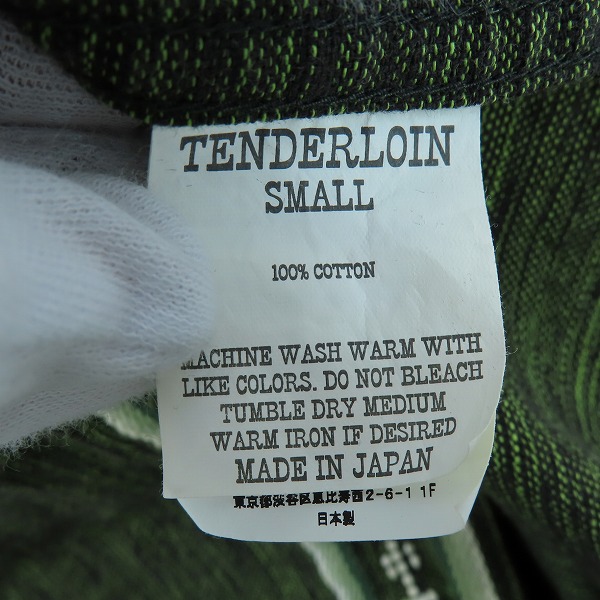 TENDERLOIN
SMALL
100% COTTON
MACHINE WASH WARM WITH
LIKE COLORS. DO NOT BLEACH
TUMBLE DRY MEDIUM
WARM IRON IF DESIRED
MADE IN JAPAN
東京都渋谷区恵比寿西2-6-1 1F
日本製